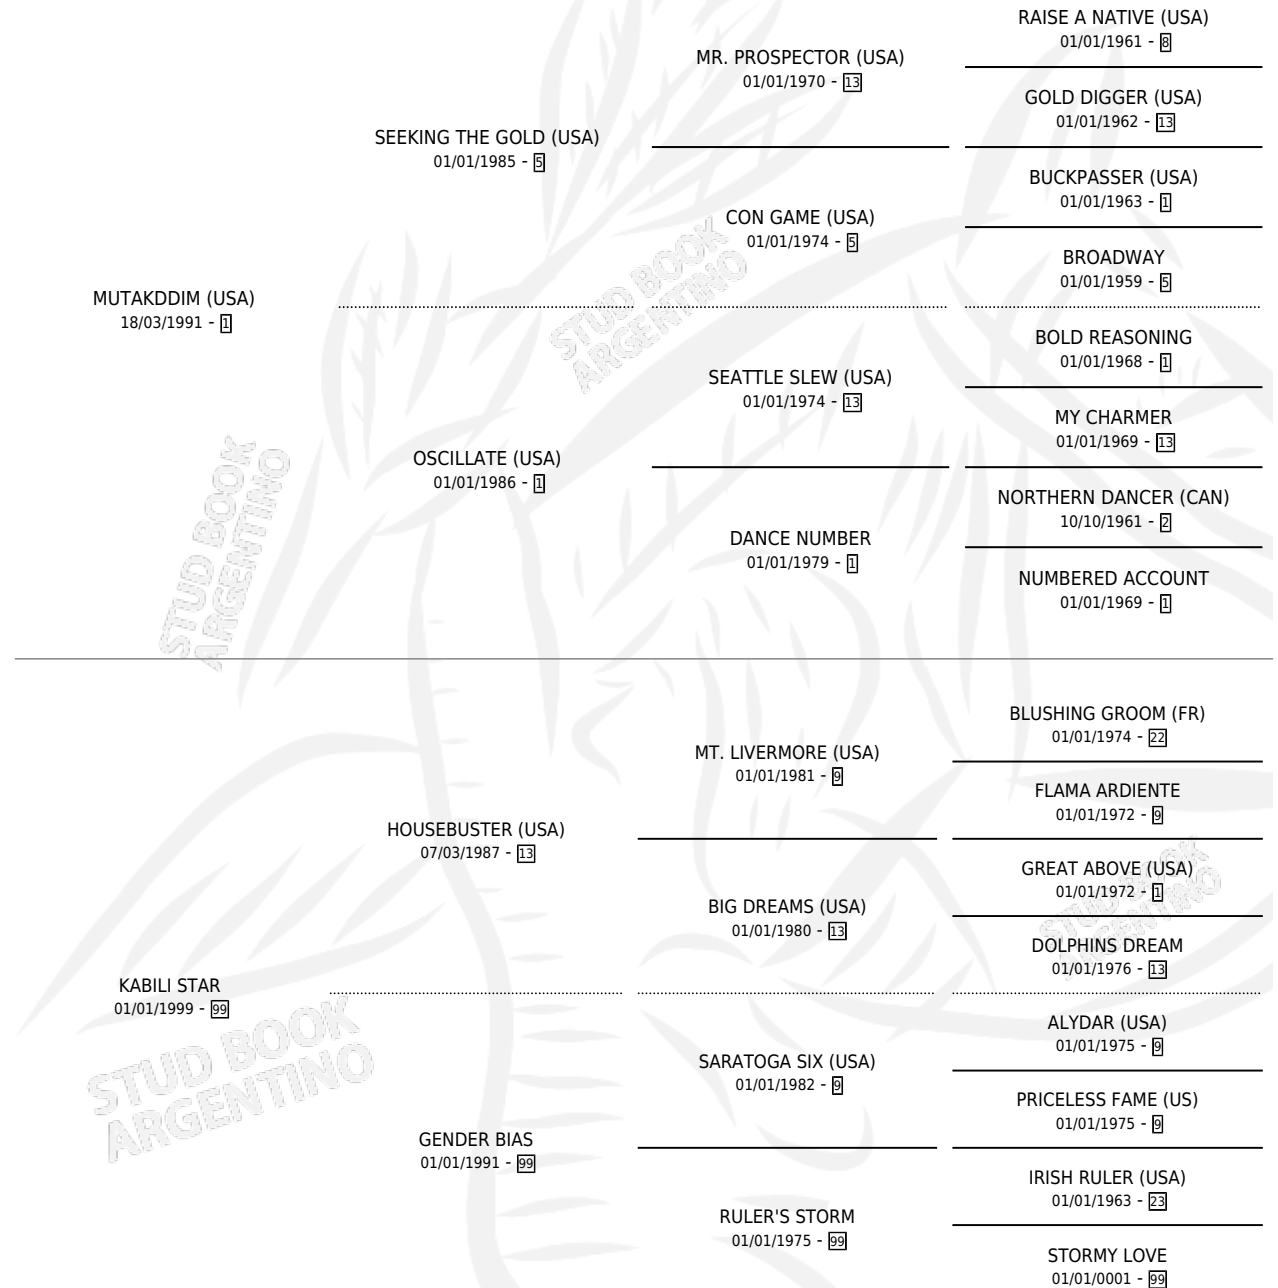 RAISE A NATIVE (USA)
01/01/1961 - 8
MR. PROSPECTOR (USA)
01/01/1970 - 13
GOLD DIGGER (USA)
01/01/1962 - 13
SEEKING THE GOLD (USA)
01/01/1985 - 5
BUCKPASSER (USA)
01/01/1963 - 1
CON GAME (USA)
01/01/1974 - 5
BROADWAY
01/01/1959 - 5
STUD BOOK
ARGENTINO
MUTAKDDIM (USA)
18/03/1991 - 1
BOLD REASONING
01/01/1968 - 1
SEATTLE SLEW (USA)
01/01/1974 - 13
MY CHARMER
01/01/1969 - 13
OSCILLATE (USA)
01/01/1986 - 1
NORTHERN DANCER (CAN)
10/10/1961 - 2
DANCE NUMBER
01/01/1979 - 1
NUMBERED ACCOUNT
01/01/1969 - 1
STUD BOOK
ARGENTINO
BLUSHING GROOM (FR)
01/01/1974 - 22
MT. LIVERMORE (USA)
01/01/1981 - 9
FLAMA ARDIENTE
01/01/1972 - 9
HOUSEBUSTER (USA)
07/03/1987 - 13
GREAT ABOVE (USA)
01/01/1972 - 1
BIG DREAMS (USA)
01/01/1980 - 13
DOLPHINS DREAM
01/01/1976 - 13
STUD BOOK
ARGENTINO
KABILI STAR
01/01/1999 - 99
ALYDAR (USA)
01/01/1975 - 9
SARATOGA SIX (USA)
01/01/1982 - 9
PRICELESS FAME (US)
01/01/1975 - 9
STUD BOOK
ARGENTINO
GENDER BIAS
01/01/1991 - 99
IRISH RULER (USA)
01/01/1963 - 23
RULER'S STORM
01/01/1975 - 99
STORMY LOVE
01/01/0001 - 99